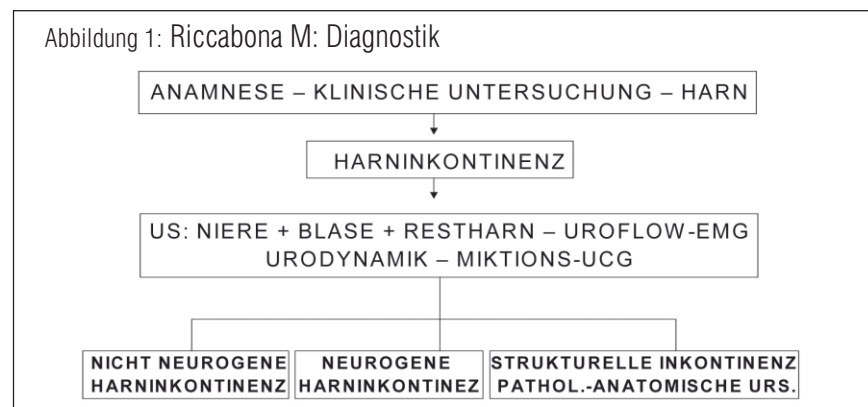 Abbildung 1: Riccabona M: Diagnostik
ANAMNESE – KLINISCHE UNTERSUCHUNG – HARN
HARNINKONTINENZ
US: NIERE + BLASE + RESTHARN – UROFLOW-EMG
URODYNAMIK – MIKTIONS-UCG
NICHT NEUROGENE
HARNINKONTINENZ
NEUROGENE
HARNINKONTINEZ
STRUKTURELLE INKONTINENZ
PATHOL.-ANATOMISCHE URS.